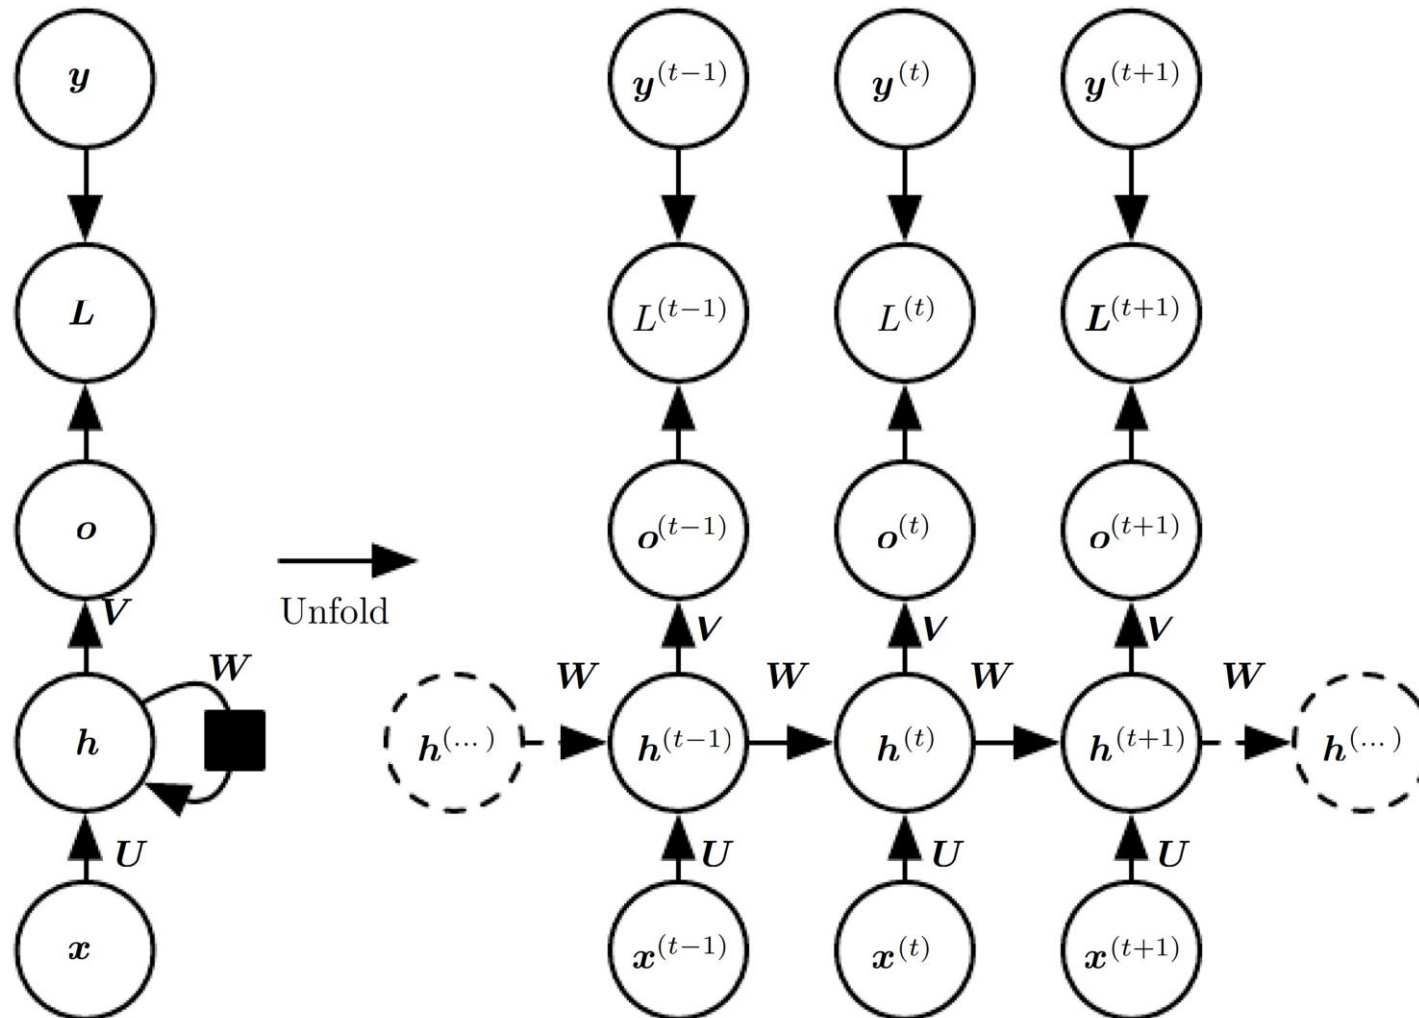 y y^(t−1) y^(t) y^(t+1)
L L^(t−1) L^(t) L^(t+1)
o o^(t−1) o^(t) o^(t+1)
Unfold
V V V V
W W W W W
h h^(...) h^(t−1) h^(t) h^(t+1) h^(...)
U U U U
x x^(t−1) x^(t) x^(t+1)